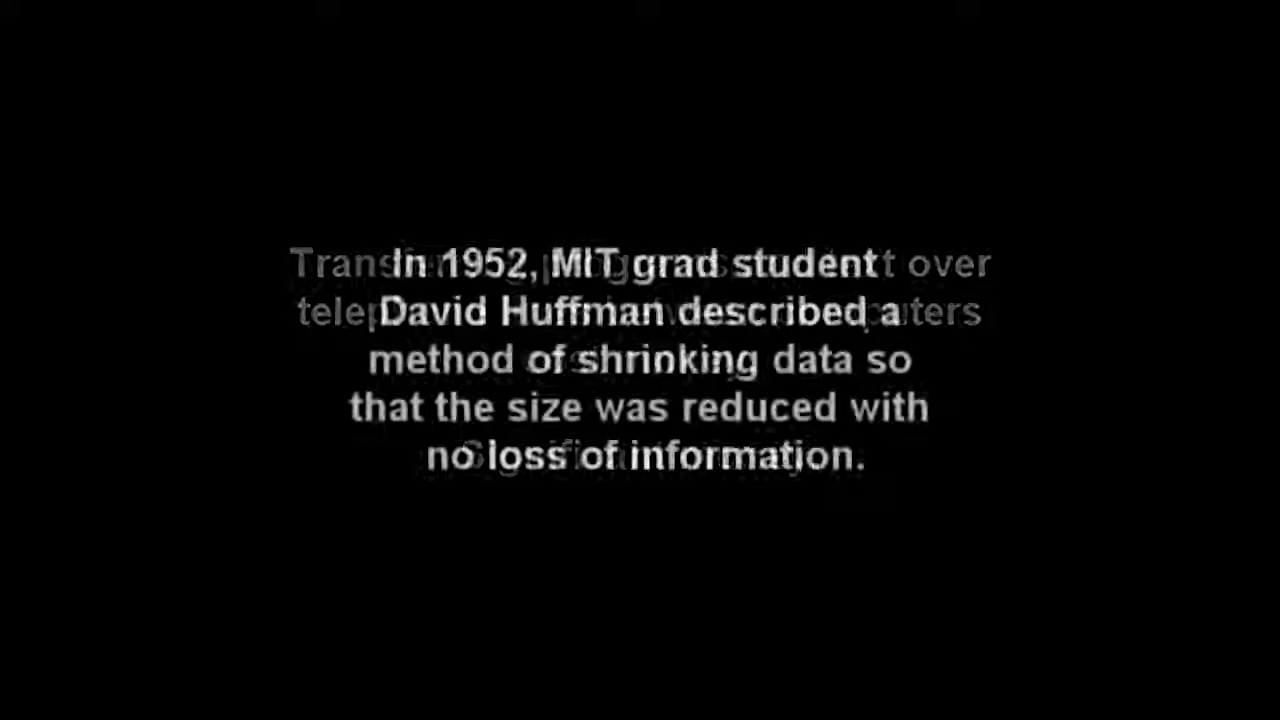 In 1952, MIT grad student
David Huffman described a
method of shrinking data so
that the size was reduced with
no loss of information.
over